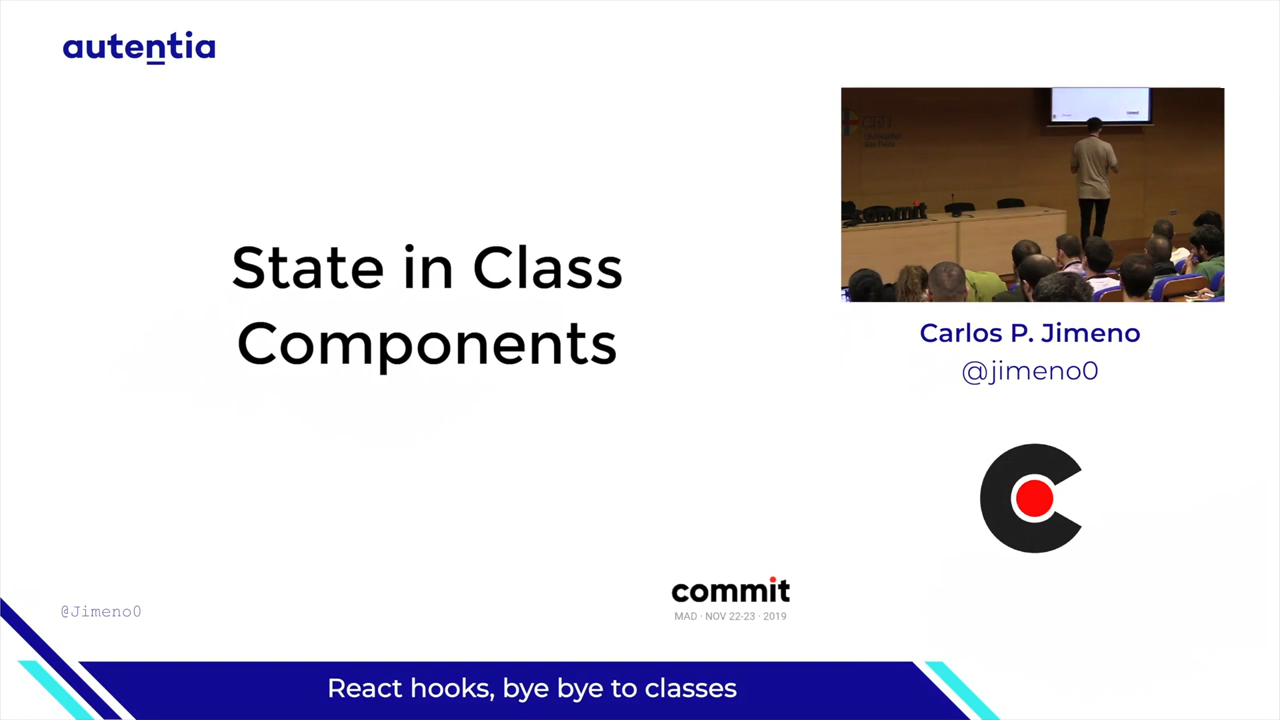 autentia
State in Class
Components
Carlos P. Jimeno
@jimeno0
commit
MAD · NOV 22-23 · 2019
@Jimeno0
React hooks, bye bye to classes